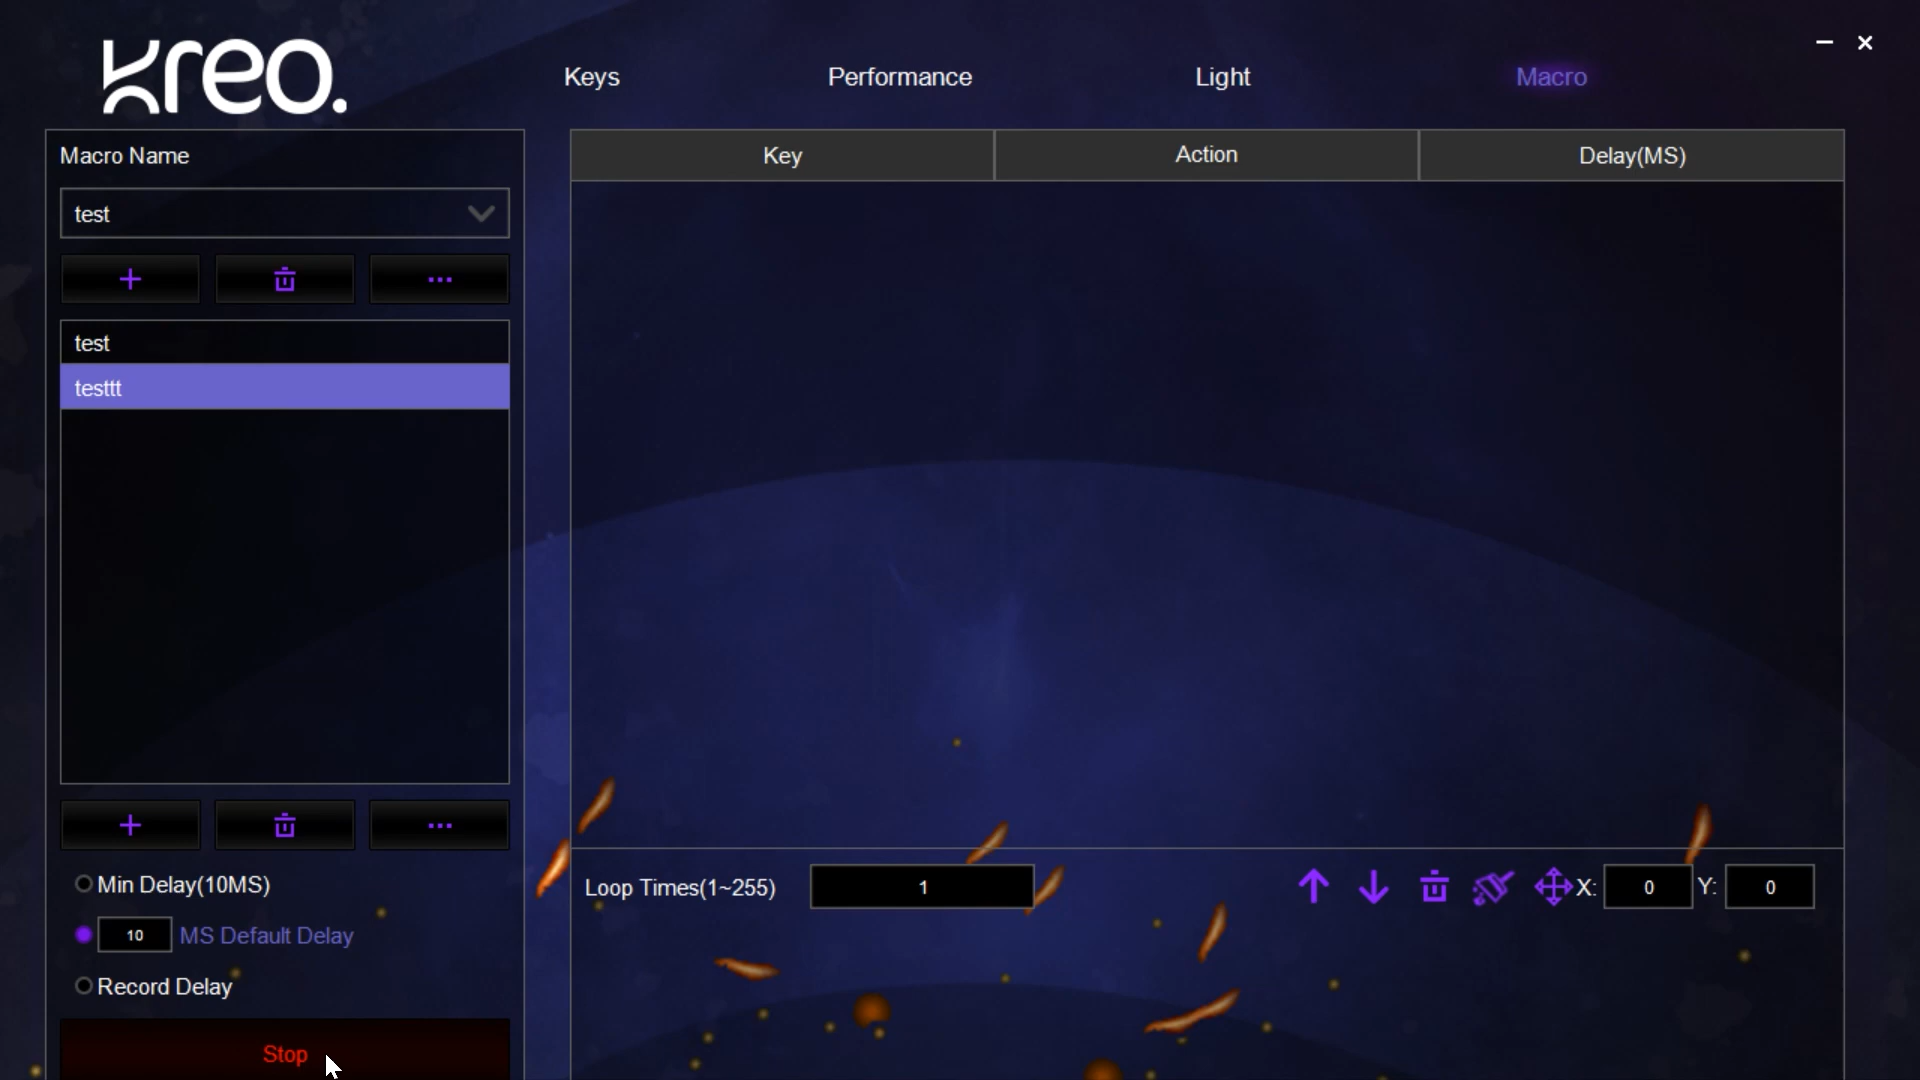 kreo.
Keys
Performance
Light
Macro
Macro Name
test
test
testtt
Min Delay(10MS)
10 MS Default Delay
Record Delay
Stop
Key
Action
Delay(MS)
Loop Times(1~255)
1
X: 0
Y: 0